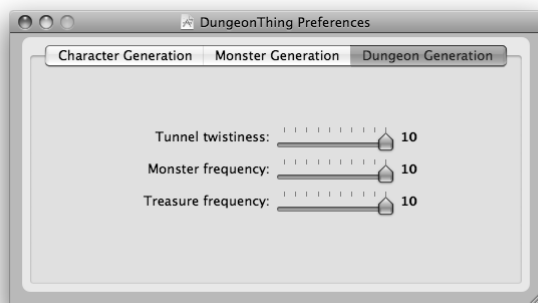 DungeonThing Preferences
Character Generation Monster Generation Dungeon Generation
Tunnel twistiness: 10
Monster frequency: 10
Treasure frequency: 10